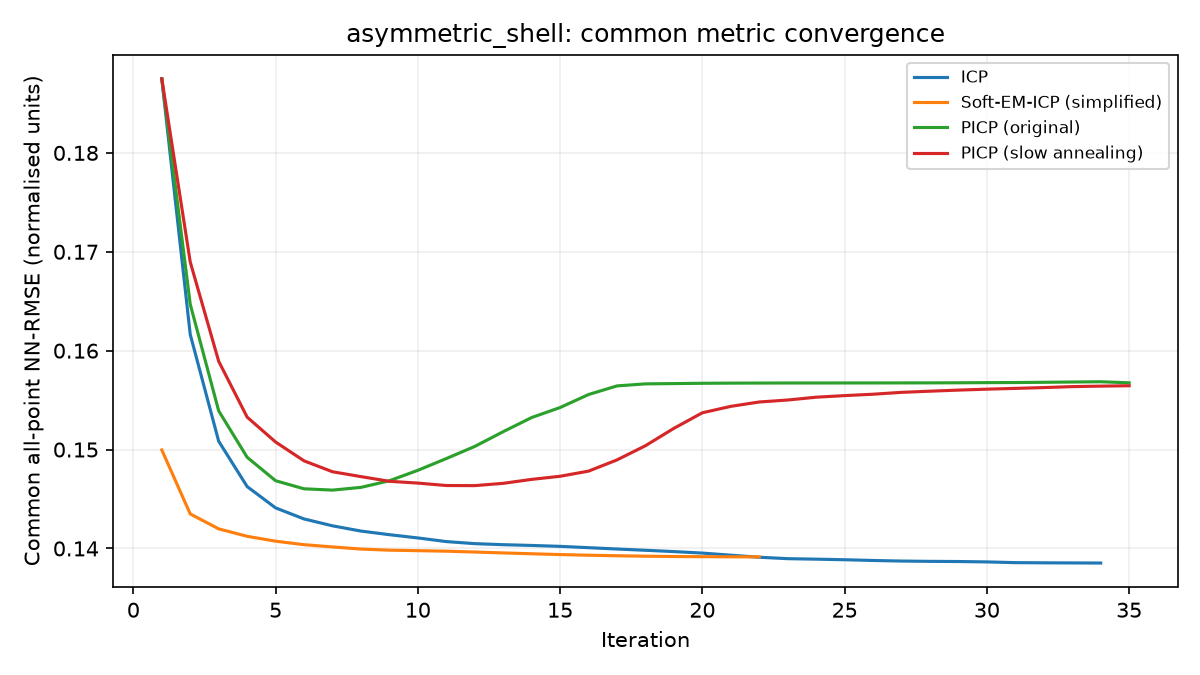 asymmetric_shell: common metric convergence
Common all-point NN-RMSE (normalised units)
0.18
0.17
0.16
0.15
0.14
ICP
Soft-EM-ICP (simplified)
PICP (original)
PICP (slow annealing)
0 5 10 15 20 25 30 35
Iteration